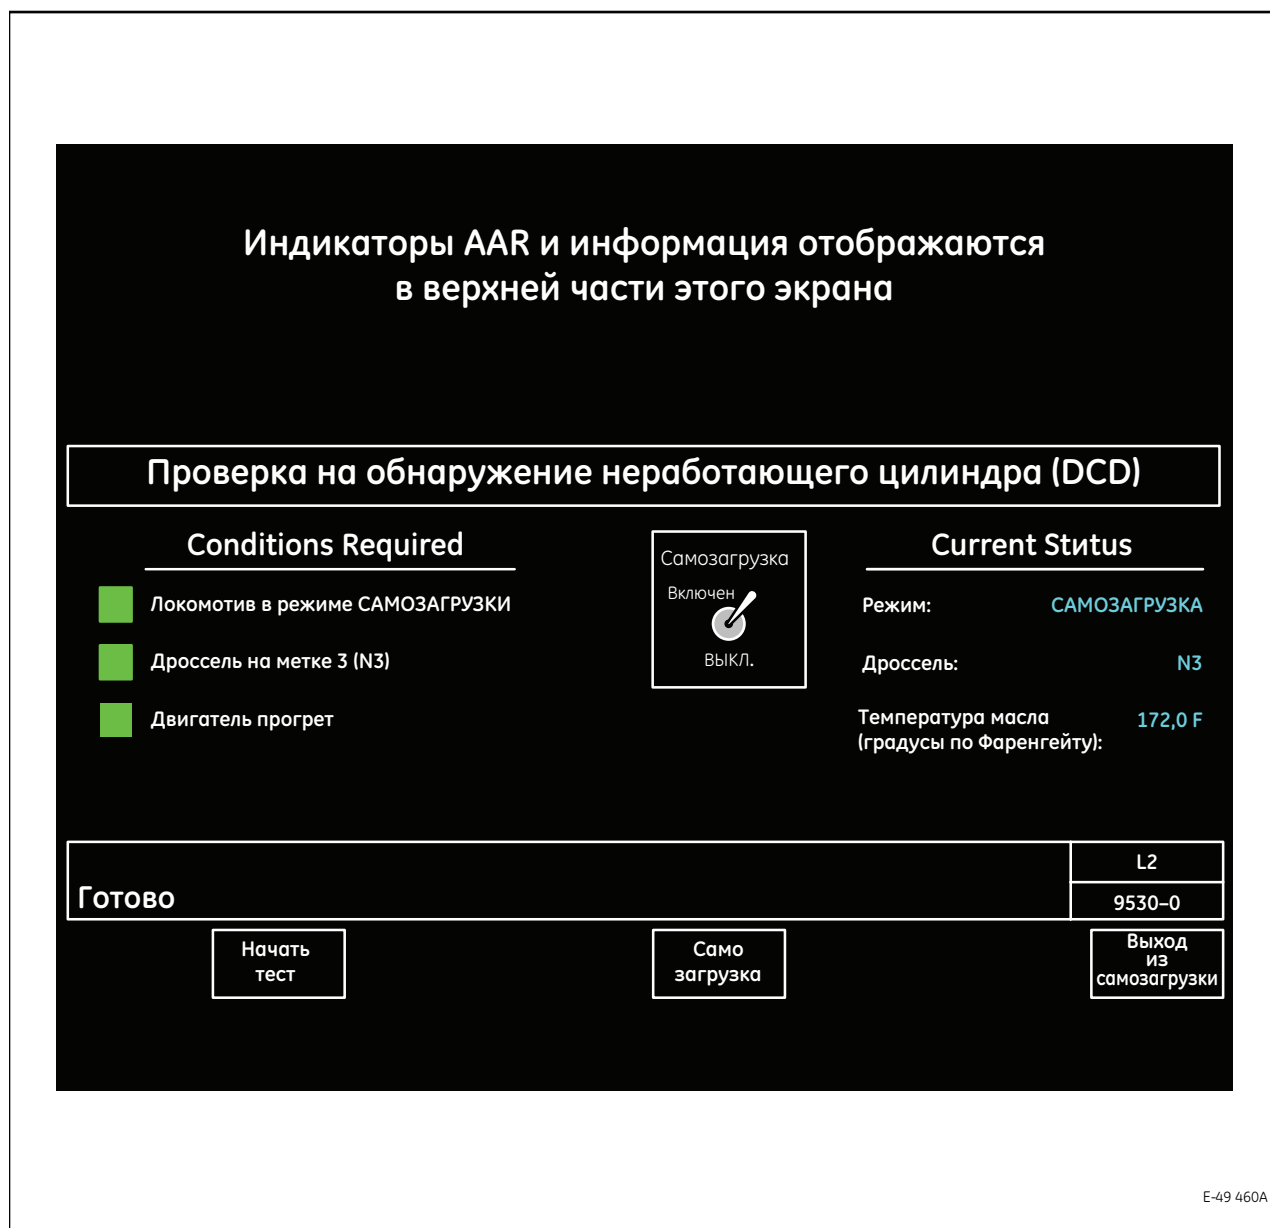 Индикаторы AAR и информация отображаются
в верхней части этого экрана
Проверка на обнаружение неработающего цилиндра (DCD)
Conditions Required
Локомотив в режиме САМОЗАГРУЗКИ
Дроссель на метке 3 (N3)
Двигатель прогрет
Самозагрузка
Включен
ВЫКЛ.
Current Stиtus
Режим: САМОЗАГРУЗКА
Дроссель: N3
Температура масла
(градусы по Фаренгейту): 172,0 F
Готово
L2
9530–0
Начать
тест
Само
загрузка
Выход
из
самозагрузки
E-49 460A